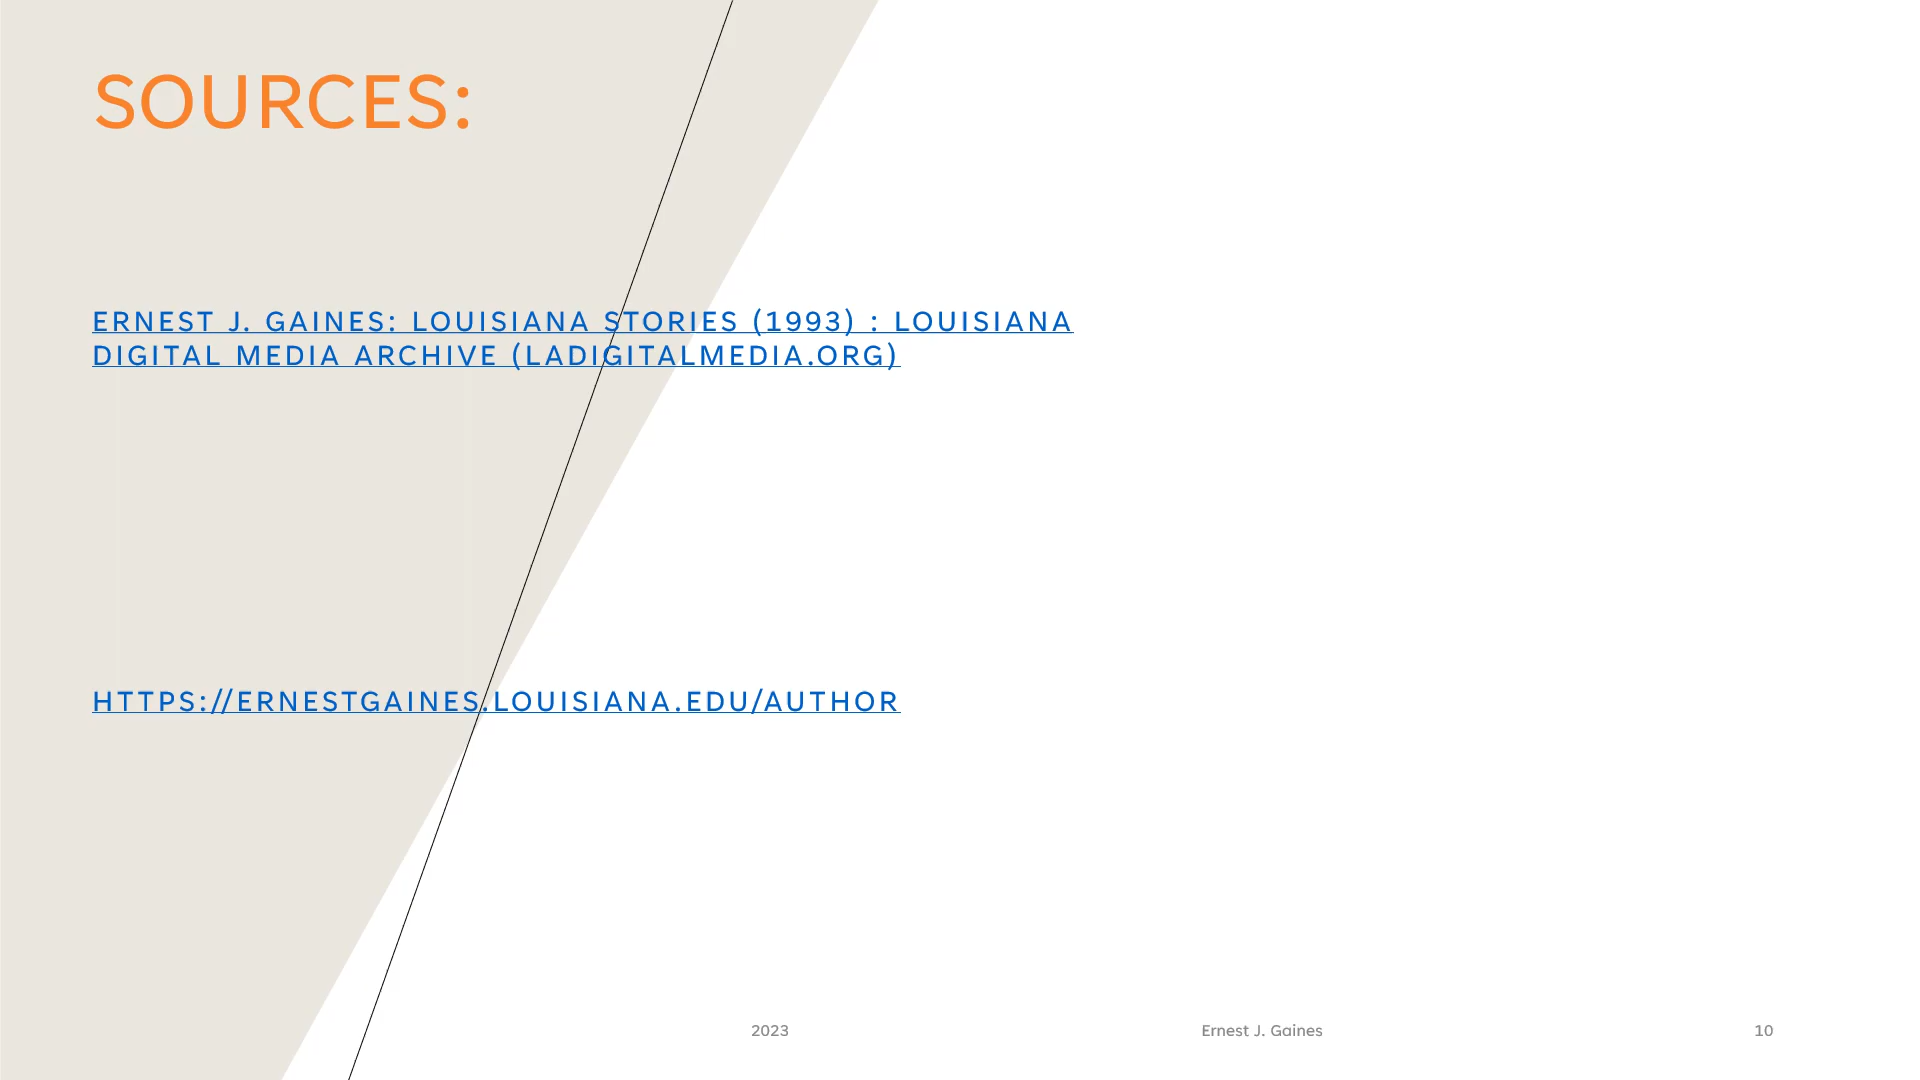 SOURCES:
ERNEST J. GAINES: LOUISIANA STORIES (1993) : LOUISIANA
DIGITAL MEDIA ARCHIVE (LADIGITALMEDIA.ORG)
HTTPS://ERNESTGAINES.LOUISIANA.EDU/AUTHOR
2023
Ernest J. Gaines
10